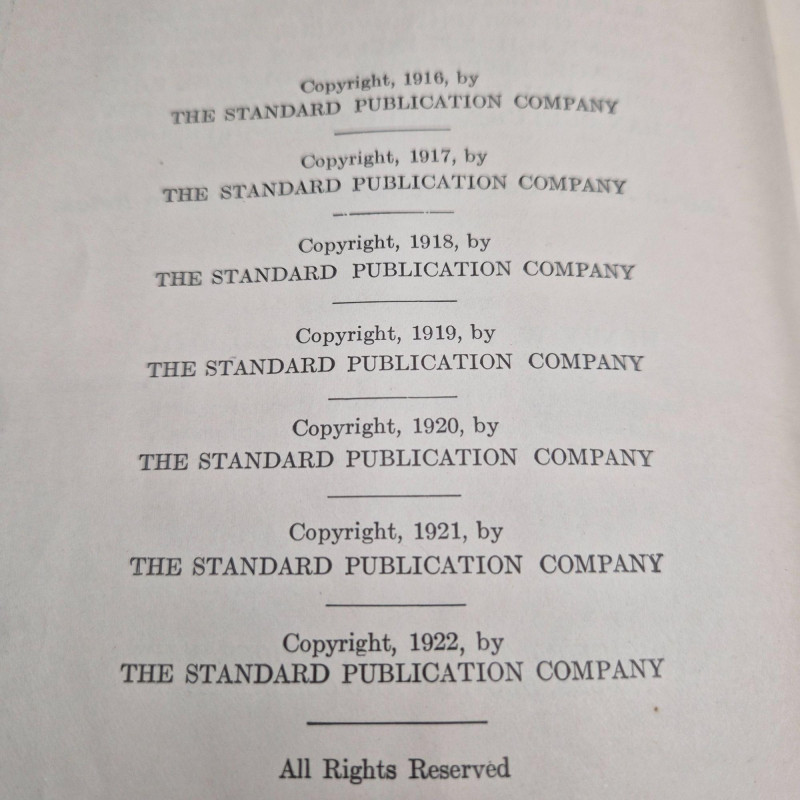 Copyright, 1916, by
THE STANDARD PUBLICATION COMPANY
Copyright, 1917, by
THE STANDARD PUBLICATION COMPANY
Copyright, 1918, by
THE STANDARD PUBLICATION COMPANY
Copyright, 1919, by
THE STANDARD PUBLICATION COMPANY
Copyright, 1920, by
THE STANDARD PUBLICATION COMPANY
Copyright, 1921, by
THE STANDARD PUBLICATION COMPANY
Copyright, 1922, by
THE STANDARD PUBLICATION COMPANY
All Rights Reserved